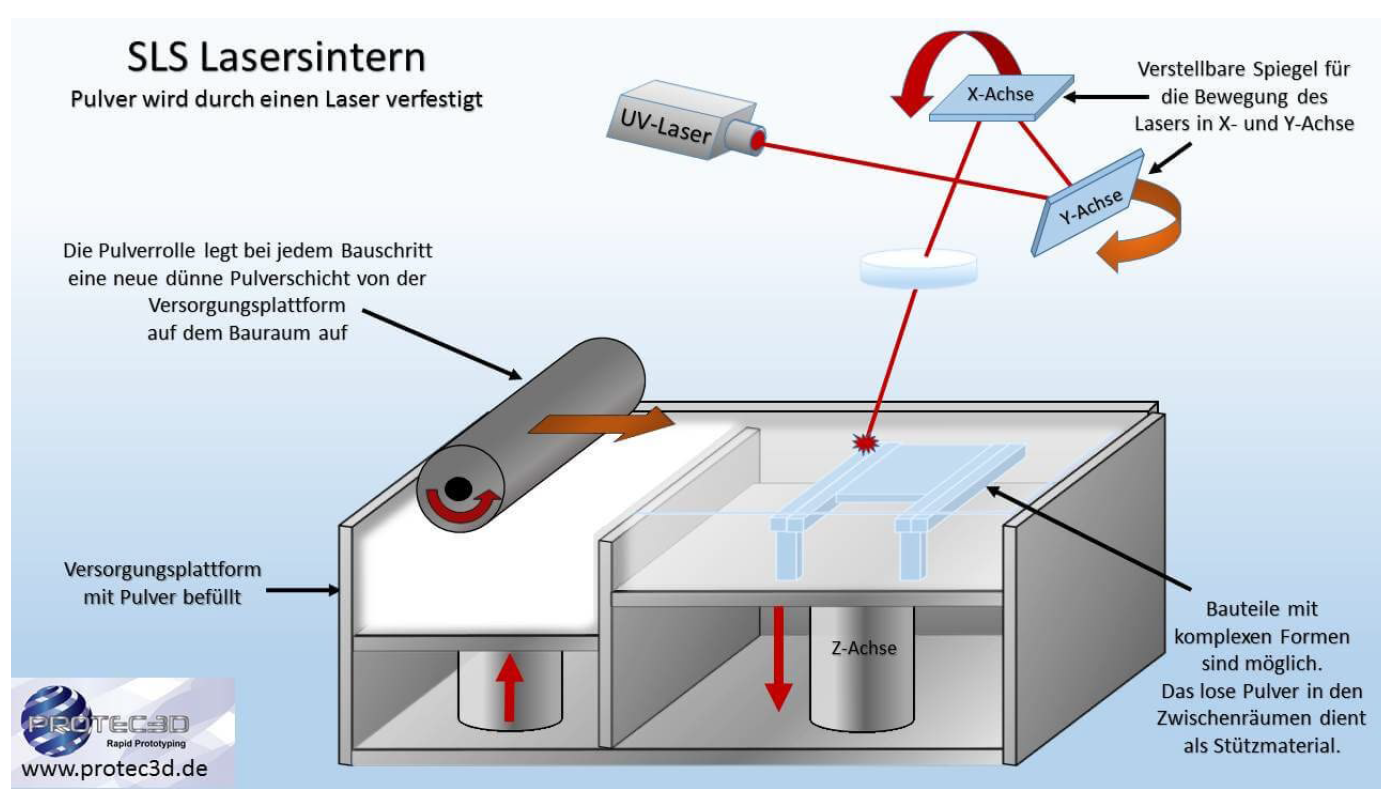 SLS Lasersintern
Pulver wird durch einen Laser verfestigt
UV-Laser
X-Achse
Y-Achse
Verstellbare Spiegel für
die Bewegung des
Lasers in X- und Y-Achse
Die Pulverrolle legt bei jedem Bauschritt
eine neue dünne Pulverschicht von der
Versorgungsplattform
auf dem Bauraum auf
Versorgungsplattform
mit Pulver befüllt
Z-Achse
Bauteile mit
komplexen Formen
sind möglich.
Das lose Pulver in den
Zwischenräumen dient
als Stützmaterial.
PROTEC3D
Rapid Prototyping
www.protec3d.de